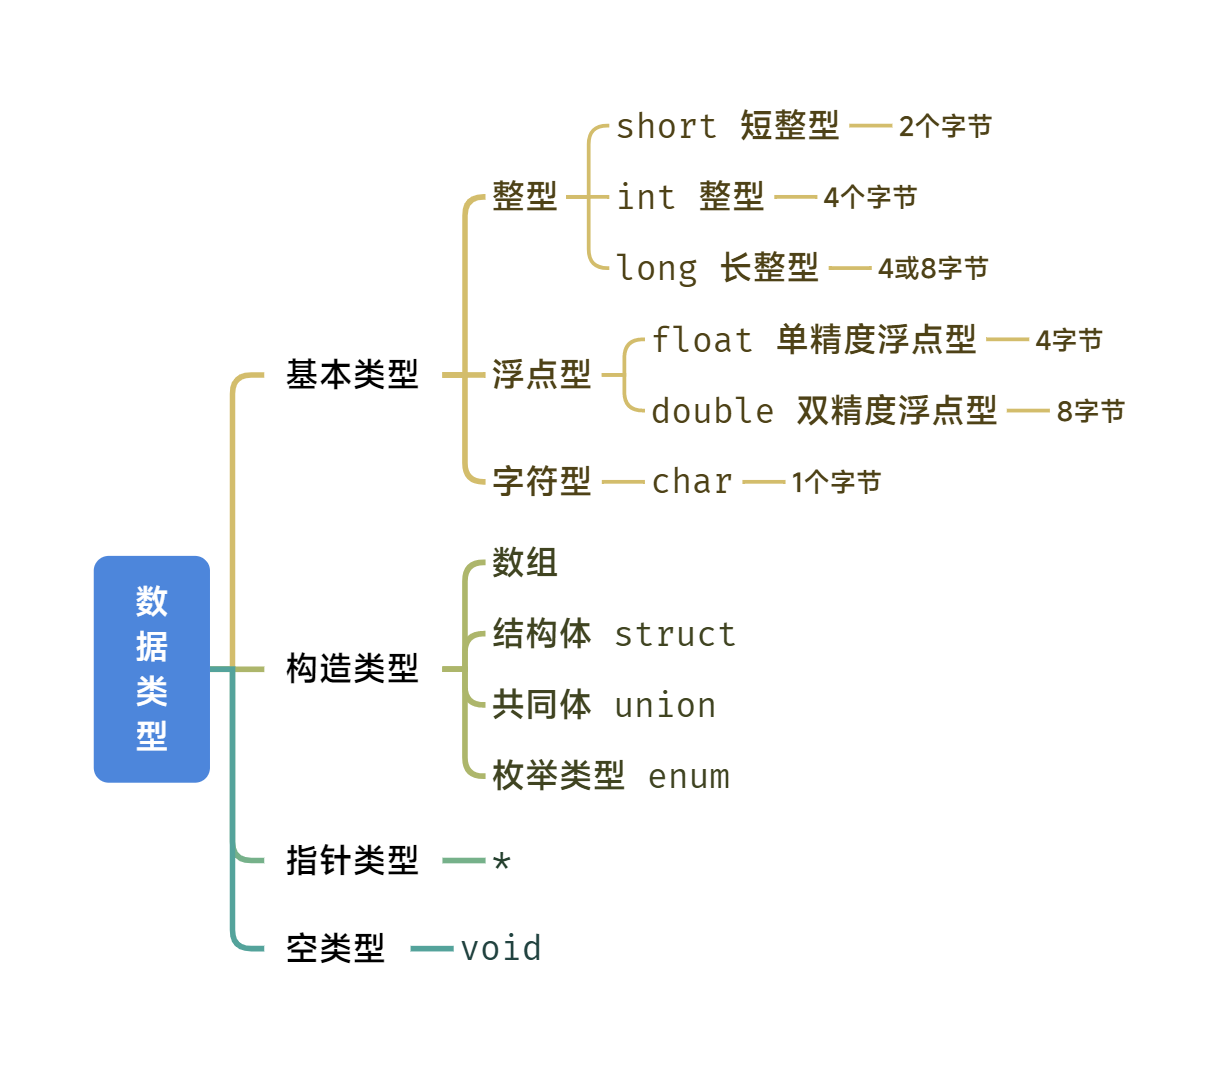 数据类型
基本类型
整型
short 短整型
2个字节
int 整型
4个字节
long 长整型
4或8字节
浮点型
float 单精度浮点型
4字节
double 双精度浮点型
8字节
字符型
char
1个字节
构造类型
数组
结构体 struct
共同体 union
枚举类型 enum
指针类型
*
空类型
void